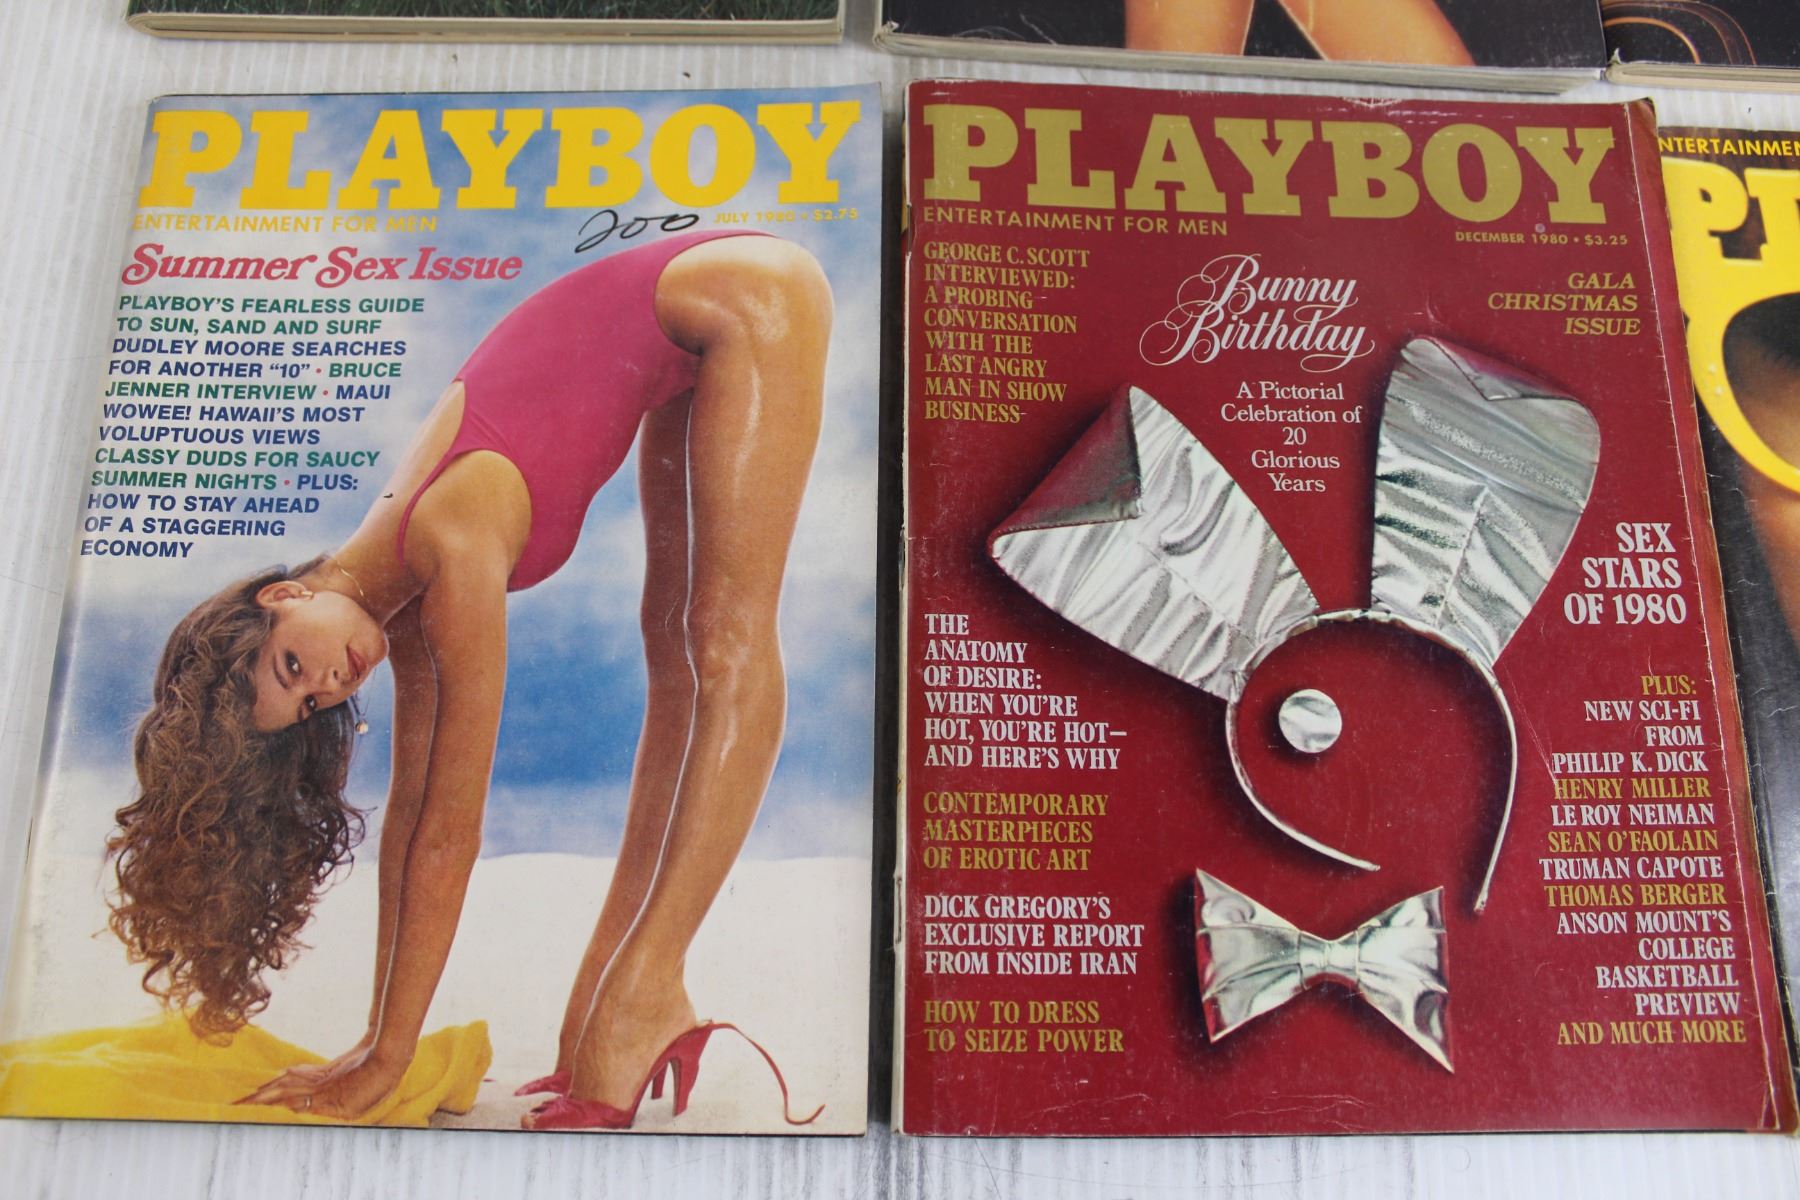 PLAYBOY
ENTERTAINMENT FOR MEN
JULY 1980 • $2.75
200
Summer Sex Issue
PLAYBOY'S FEARLESS GUIDE
TO SUN, SAND AND SURF
DUDLEY MOORE SEARCHES
FOR ANOTHER “10” • BRUCE
JENNER INTERVIEW • MAUI
WOWEE! HAWAII'S MOST
VOLUPTUOUS VIEWS
CLASSY DUDS FOR SAUCY
SUMMER NIGHTS • PLUS:
HOW TO STAY AHEAD
OF A STAGGERING
ECONOMY
PLAYBOY
ENTERTAINMENT FOR MEN
DECEMBER 1980 • $3.25
GEORGE C. SCOTT
INTERVIEWED:
A PROBING
CONVERSATION
WITH THE
LAST ANGRY
MAN IN SHOW
BUSINESS
Bunny
Birthday
A Pictorial
Celebration of
20
Glorious
Years
GALA
CHRISTMAS
ISSUE
SEX
STARS
OF 1980
THE
ANATOMY
OF DESIRE:
WHEN YOU'RE
HOT, YOU'RE HOT—
AND HERE'S WHY
CONTEMPORARY
MASTERPIECES
OF EROTIC ART
DICK GREGORY'S
EXCLUSIVE REPORT
FROM INSIDE IRAN
HOW TO DRESS
TO SEIZE POWER
PLUS:
NEW SCI-FI
FROM
PHILIP K. DICK
HENRY MILLER
LEROY NEIMAN
SEAN O'FAOLAIN
TRUMAN CAPOTE
THOMAS BERGER
ANSON MOUNT'S
COLLEGE
BASKETBALL
PREVIEW
AND MUCH MORE
NTERTAINMEN
P